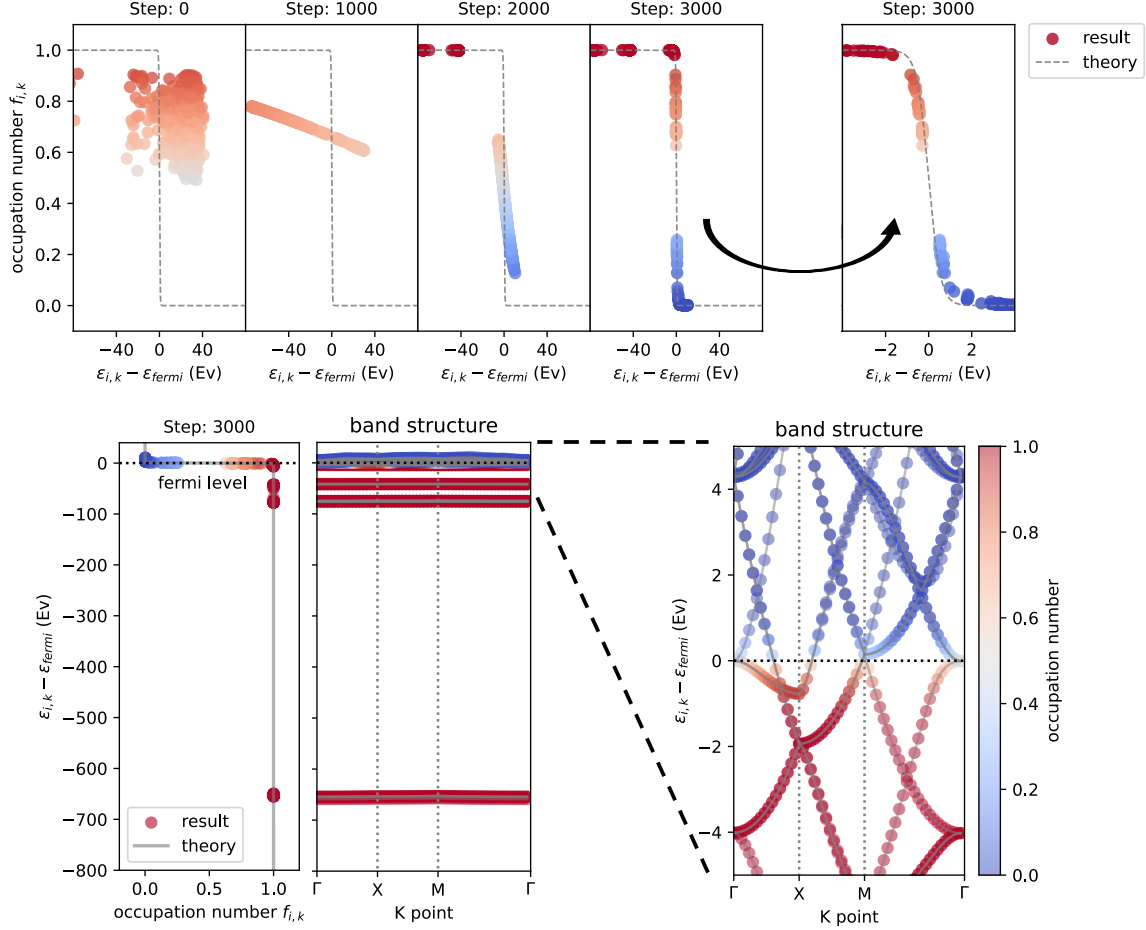 Step: 0
Step: 1000
Step: 2000
Step: 3000
Step: 3000
result
theory
occupation number f_{i,k}
1.0
0.8
0.6
0.4
0.2
0.0
−40 0 40
−40 0 40
−40 0 40
−40 0 40
−4 −2 0 2 4
ε_{i,k} − ε_{fermi} (Ev)
ε_{i,k} − ε_{fermi} (Ev)
ε_{i,k} − ε_{fermi} (Ev)
ε_{i,k} − ε_{fermi} (Ev)
ε_{i,k} − ε_{fermi} (Ev)
Step: 3000
ε_{i,k} − ε_{fermi} (Ev)
0
−100
−200
−300
−400
−500
−600
−700
−800
fermi level
result
theory
0.0 0.5 1.0
occupation number f_{i,k}
band structure
Γ X M Γ
K point
band structure
ε_{i,k} − ε_{fermi} (Ev)
4
2
0
−2
−4
Γ X M Γ
K point
1.0
0.8
0.6
0.4
0.2
0.0
occupation number